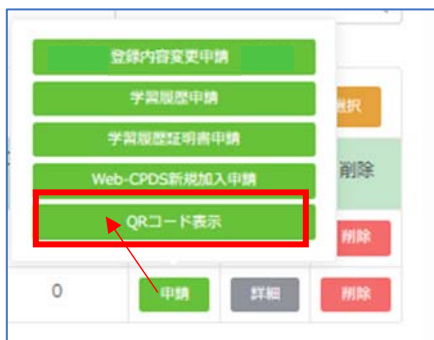 登録内容変更申請
学習履歴申請
選択
学習履歴証明書申請
Web-CPDS新規加入申請
削除
QRコード表示
削除
0
申請
詳細
削除